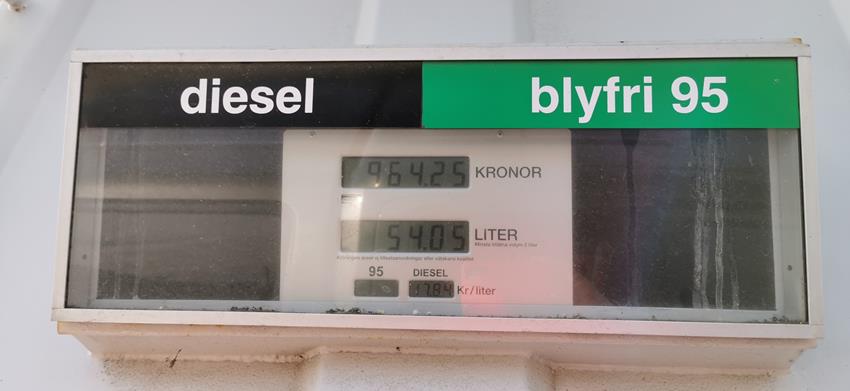 diesel
blyfri 95
964.25 KRONOR
54.05 LITER
95 DIESEL
17.84 Kr/liter